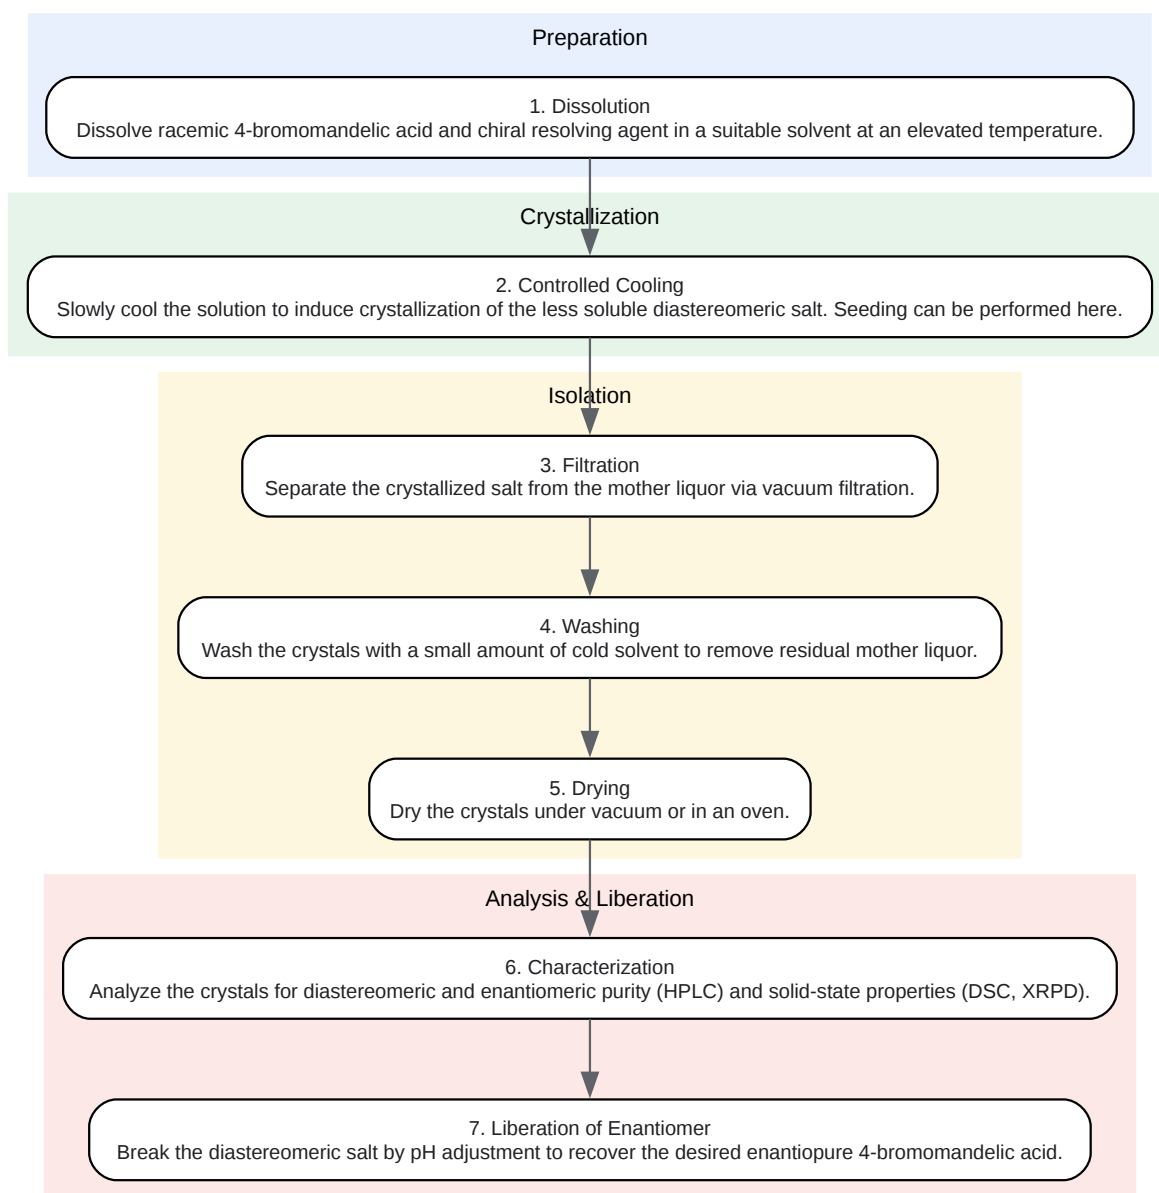 Preparation
1. Dissolution
Dissolve racemic 4-bromomandelic acid and chiral resolving agent in a suitable solvent at an elevated temperature.
Crystallization
2. Controlled Cooling
Slowly cool the solution to induce crystallization of the less soluble diastereomeric salt. Seeding can be performed here.
Isolation
3. Filtration
Separate the crystallized salt from the mother liquor via vacuum filtration.
4. Washing
Wash the crystals with a small amount of cold solvent to remove residual mother liquor.
5. Drying
Dry the crystals under vacuum or in an oven.
Analysis & Liberation
6. Characterization
Analyze the crystals for diastereomeric and enantiomeric purity (HPLC) and solid-state properties (DSC, XRPD).
7. Liberation of Enantiomer
Break the diastereomeric salt by pH adjustment to recover the desired enantiopure 4-bromomandelic acid.